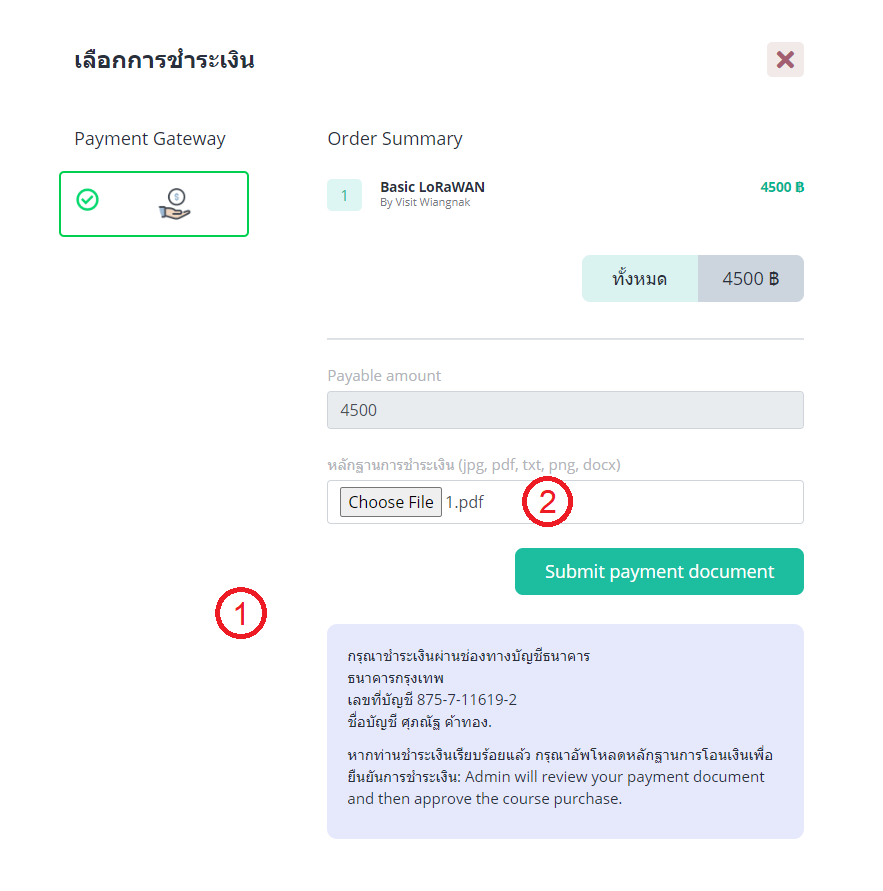 เลือกการชำระเงิน
Payment Gateway
$
Order Summary
1
Basic LoRaWAN
4500 ฿
By Visit Wiangnak
ทั้งหมด
4500 ฿
Payable amount
4500
หลักฐานการชำระเงิน (jpg, pdf, txt, png, docx)
Choose File 1.pdf
2
Submit payment document
1
กรุณาชำระเงินผ่านช่องทางบัญชีธนาคาร
ธนาคารกรุงเทพ
เลขที่บัญชี 875-7-11619-2
ชื่อบัญชี ศุภณัฐ ค้าทอง.
หากท่านชำระเงินเรียบร้อยแล้ว กรุณาอัพโหลดหลักฐานการโอนเงินเพื่อ
ยืนยันการชำระเงิน: Admin will review your payment document
and then approve the course purchase.